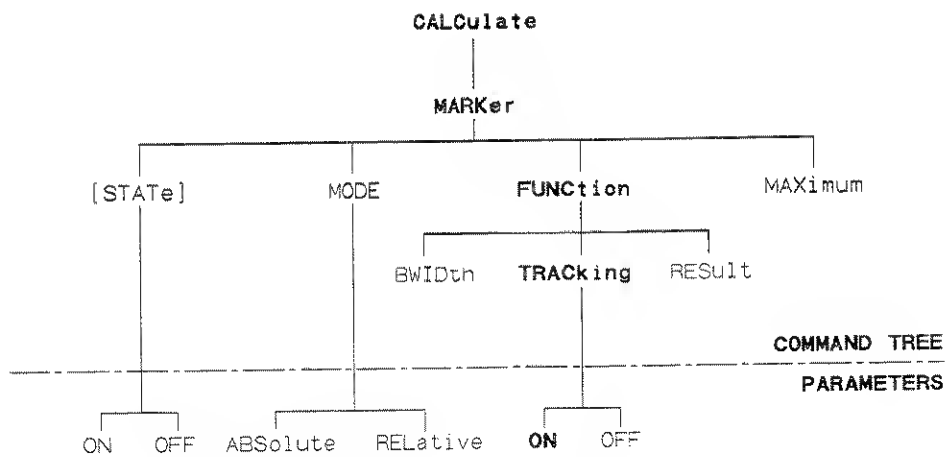 CALCulate
MARKer
[STATe] MODE FUNCtion MAXimum
BWIDth TRACking RESult
COMMAND TREE
PARAMETERS
ON OFF ABSolute RELative ON OFF